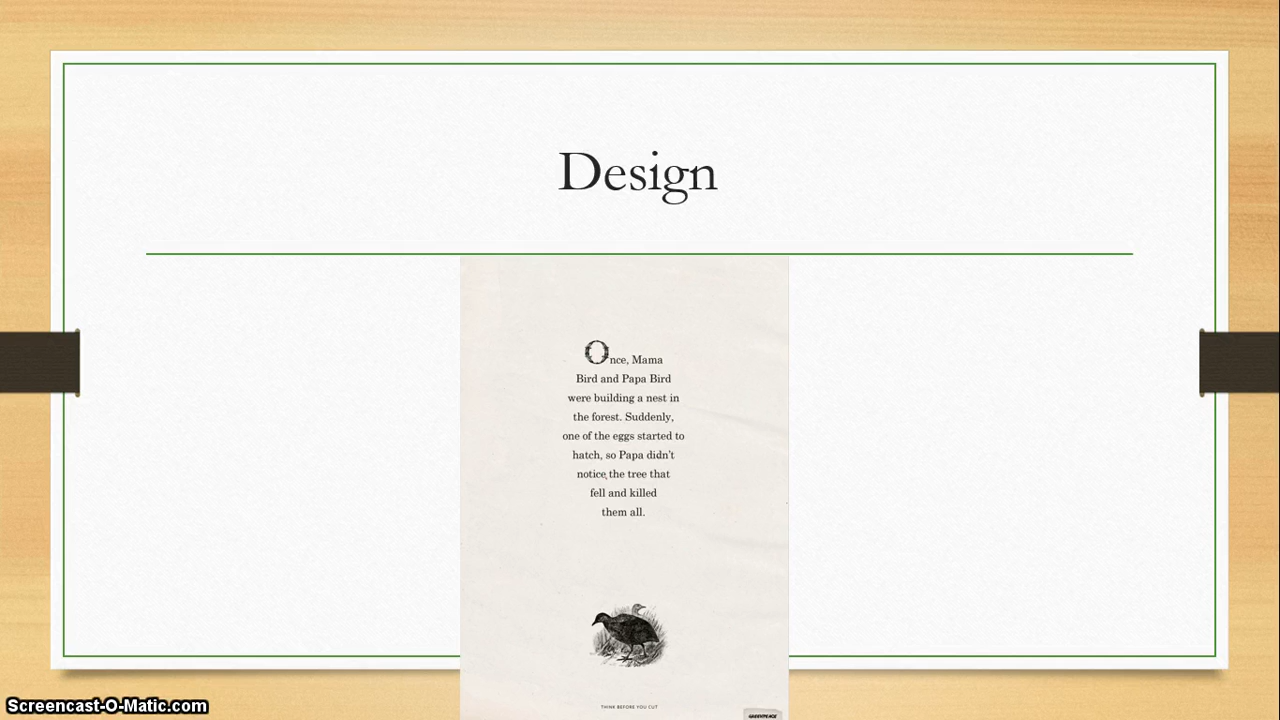 Design
Once, Mama
Bird and Papa Bird
were building a nest in
the forest. Suddenly,
one of the eggs started to
hatch, so Papa didn't
notice the tree that
fell and killed
them all.
THINK BEFORE YOU CUT
GREENPEACE
Screencast-O-Matic.com